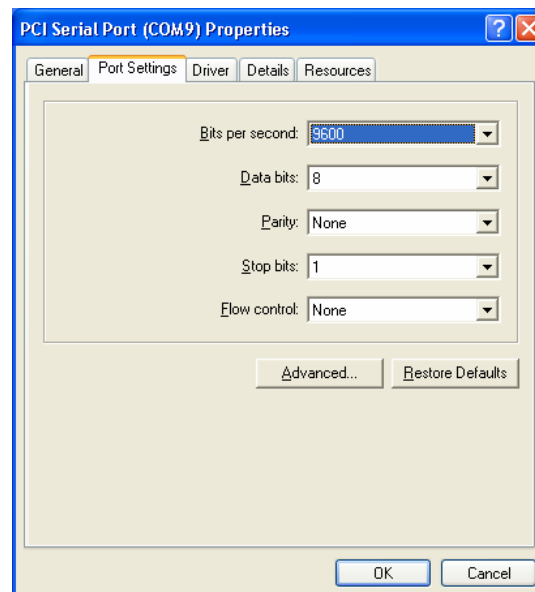 PCI Serial Port (COM9) Properties
General Port Settings Driver Details Resources
Bits per second: 9600
Data bits: 8
Parity: None
Stop bits: 1
Flow control: None
Advanced... Restore Defaults
OK Cancel